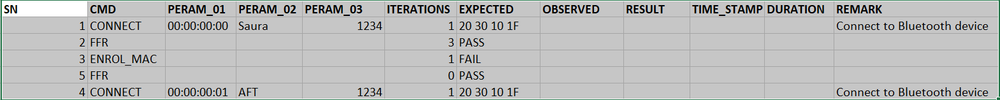 SN CMD PERAM_01 PERAM_02 PERAM_03 ITERATIONS EXPECTED OBSERVED RESULT TIME_STAMP DURATION REMARK
1 CONNECT 00:00:00:00 Saura 1234 1 20 30 10 1F Connect to Bluetooth device
2 FFR 3 PASS
3 ENROL_MAC 1 FAIL
5 FFR 0 PASS
4 CONNECT 00:00:00:01 AFT 1234 1 20 30 10 1F Connect to Bluetooth device